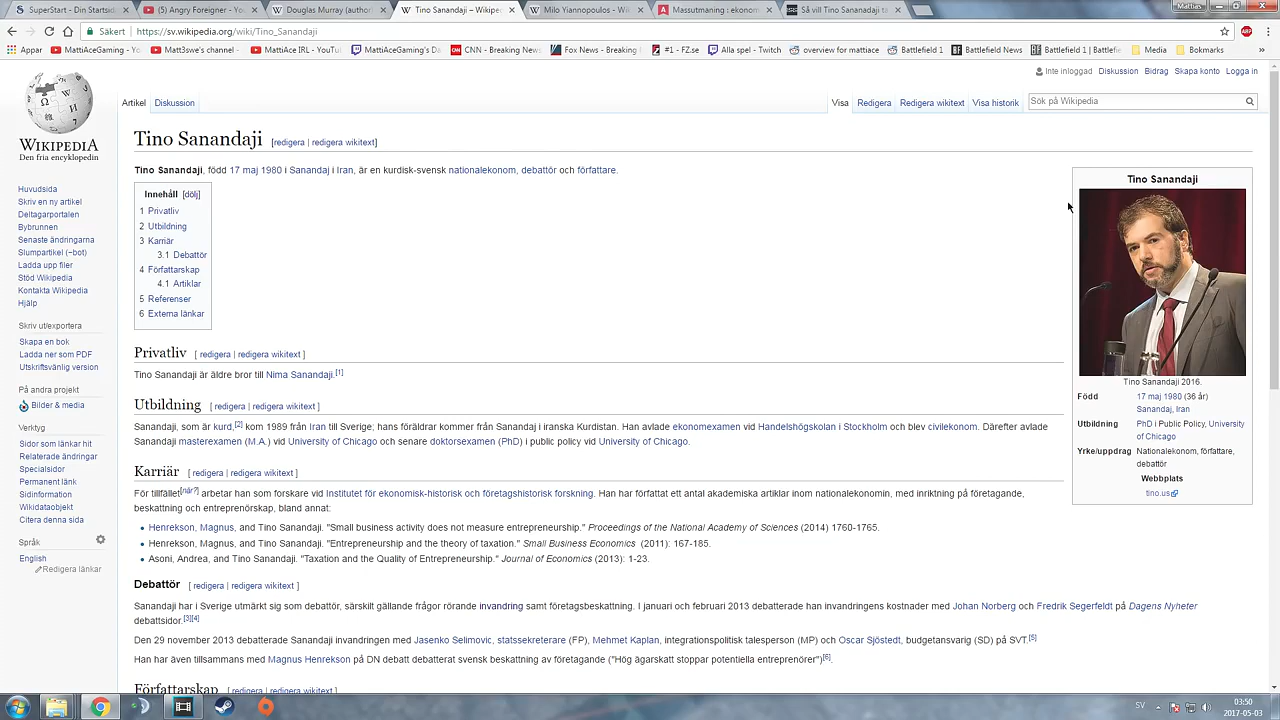 SuperStart - Din Startsid
(5) Angry Foreigner - You
Douglas Murray (author)
Tino Sanandaji – Wikipe
Milo Yiannopoulos - Wiki
Massutmaning : ekonom
Så vill Tino Sananadaji ta
Mattias
Säkert https://sv.wikipedia.org/wiki/Tino_Sanandaji
Appar
MattiAceGaming - YouT
Matt3swe's channel -
MattiAce IRL - YouTub
MattiAceGaming's Da
CNN - Breaking News
Fox News - Breaking
#1 - FZ.se
Alla spel - Twitch
overview for mattiace
Battlefield 1
Battlefield News
Battlefield 1 | Battlefie
Media
Bokmarks
Inte inloggad Diskussion Bidrag Skapa konto Logga in
Artikel Diskussion
Visa Redigera Redigera wikitext Visa historik
Sök på Wikipedia
WIKIPEDIA
Den fria encyklopedin
Huvudsida
Skriv en ny artikel
Deltagarportalen
Bybrunnen
Senaste ändringarna
Slumpartikel (−bot)
Ladda upp filer
Stöd Wikipedia
Kontakta Wikipedia
Hjälp
Skriv ut/exportera
Skapa en bok
Ladda ner som PDF
Utskriftsvänlig version
På andra projekt
Bilder & media
Verktyg
Sidor som länkar hit
Relaterade ändringar
Specialsidor
Permanent länk
Sidinformation
Wikidataobjekt
Citera denna sida
Språk
English
Redigera länkar
Tino Sanandaji [redigera | redigera wikitext]
Tino Sanandaji, född 17 maj 1980 i Sanandaj i Iran, är en kurdisk-svensk nationalekonom, debattör och författare.
Innehåll [dölj]
1 Privatliv
2 Utbildning
3 Karriär
3.1 Debattör
4 Författarskap
4.1 Artiklar
5 Referenser
6 Externa länkar
Privatliv [ redigera | redigera wikitext ]
Tino Sanandaji är äldre bror till Nima Sanandaji.[1]
Utbildning [ redigera | redigera wikitext ]
Sanandaji, som är kurd,[2] kom 1989 från Iran till Sverige; hans föräldrar kommer från Sanandaj i iranska Kurdistan. Han avlade ekonomexamen vid Handelshögskolan i Stockholm och blev civilekonom. Därefter avlade
Sanandaji masterexamen (M.A.) vid University of Chicago och senare doktorsexamen (PhD) i public policy vid University of Chicago.
Karriär [ redigera | redigera wikitext ]
För tillfället[när?] arbetar han som forskare vid Institutet för ekonomisk-historisk och företagshistorisk forskning. Han har författat ett antal akademiska artiklar inom nationalekonomin, med inriktning på företagande,
beskattning och entreprenörskap, bland annat:
Henrekson, Magnus, and Tino Sanandaji. "Small business activity does not measure entrepreneurship." Proceedings of the National Academy of Sciences (2014) 1760-1765.
Henrekson, Magnus, and Tino Sanandaji. "Entrepreneurship and the theory of taxation." Small Business Economics (2011): 167-185.
Asoni, Andrea, and Tino Sanandaji. "Taxation and the Quality of Entrepreneurship." Journal of Economics (2013): 1-23.
Debattör [ redigera | redigera wikitext ]
Sanandaji har i Sverige utmärkt sig som debattör, särskilt gällande frågor rörande invandring samt företagsbeskattning. I januari och februari 2013 debatterade han invandringens kostnader med Johan Norberg och Fredrik Segerfeldt på Dagens Nyheter
debattsidor.[3][4]
Den 29 november 2013 debatterade Sanandaji invandringen med Jasenko Selimovic, statssekreterare (FP), Mehmet Kaplan, integrationspolitisk talesperson (MP) och Oscar Sjöstedt, budgetansvarig (SD) på SVT.[5]
Han har även tillsammans med Magnus Henrekson på DN debatt debatterat svensk beskattning av företagande ("Hög ägarskatt stoppar potentiella entreprenörer")[6].
Författarskap [ redigera | redigera wikitext ]
Tino Sanandaji
Tino Sanandaji 2016.
Född 17 maj 1980 (36 år)
Sanandaj, Iran
Utbildning PhD i Public Policy, University
of Chicago
Yrke/uppdrag Nationalekonom, författare,
debattör
Webbplats
tino.us
SV
03:50
2017-05-03